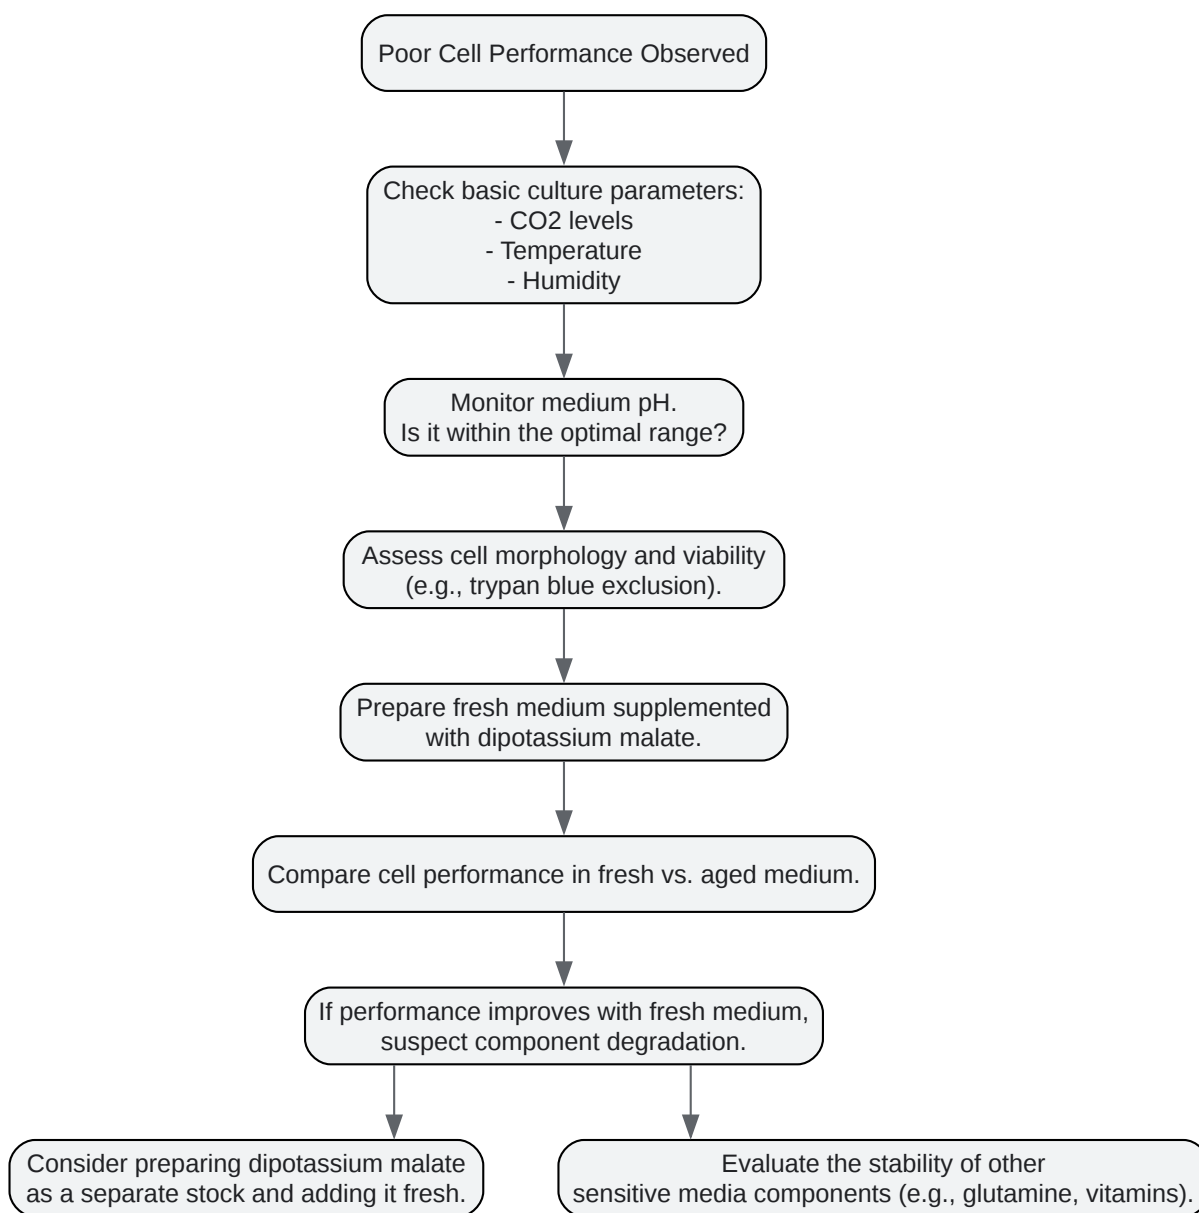 Poor Cell Performance Observed
Check basic culture parameters:
- CO2 levels
- Temperature
- Humidity
Monitor medium pH.
Is it within the optimal range?
Assess cell morphology and viability
(e.g., trypan blue exclusion).
Prepare fresh medium supplemented
with dipotassium malate.
Compare cell performance in fresh vs. aged medium.
If performance improves with fresh medium,
suspect component degradation.
Consider preparing dipotassium malate
as a separate stock and adding it fresh.
Evaluate the stability of other
sensitive media components (e.g., glutamine, vitamins).